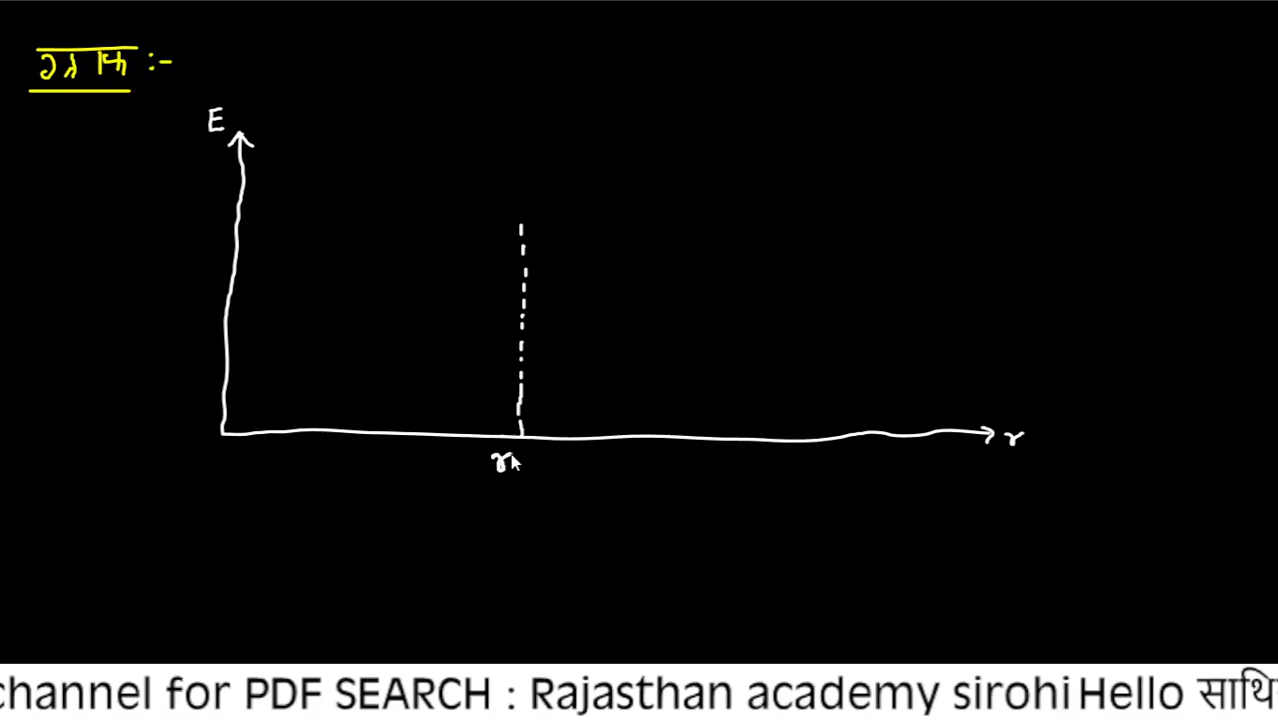 ग्राफ :-
E
r
r
channel for PDF SEARCH : Rajasthan academy sirohi Hello